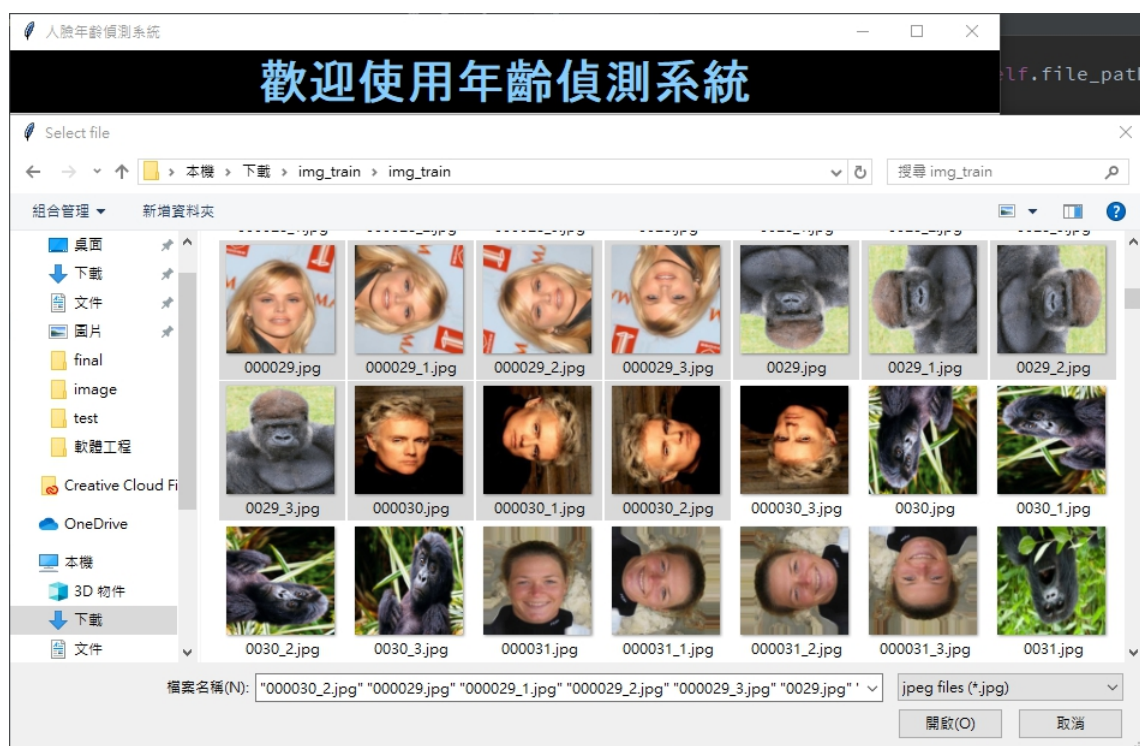 人臉年齡偵測系統
歡迎使用年齡偵測系統
lf.file_pat
Select file
本機 › 下載 › img_train › img_train
搜尋 img_train
組合管理
新增資料夾
桌面
下載
文件
圖片
final
image
test
軟體工程
Creative Cloud Fi
OneDrive
本機
3D 物件
下載
文件
000029.jpg 000029_1.jpg 000029_2.jpg 000029_3.jpg 0029.jpg 0029_1.jpg 0029_2.jpg
0029_3.jpg 000030.jpg 000030_1.jpg 000030_2.jpg 000030_3.jpg 0030.jpg 0030_1.jpg
0030_2.jpg 0030_3.jpg 000031.jpg 000031_1.jpg 000031_2.jpg 000031_3.jpg 0031.jpg
檔案名稱(N): "000030_2.jpg" "000029.jpg" "000029_1.jpg" "000029_2.jpg" "000029_3.jpg" "0029.jpg" "
jpeg files (*.jpg)
開啟(O) 取消